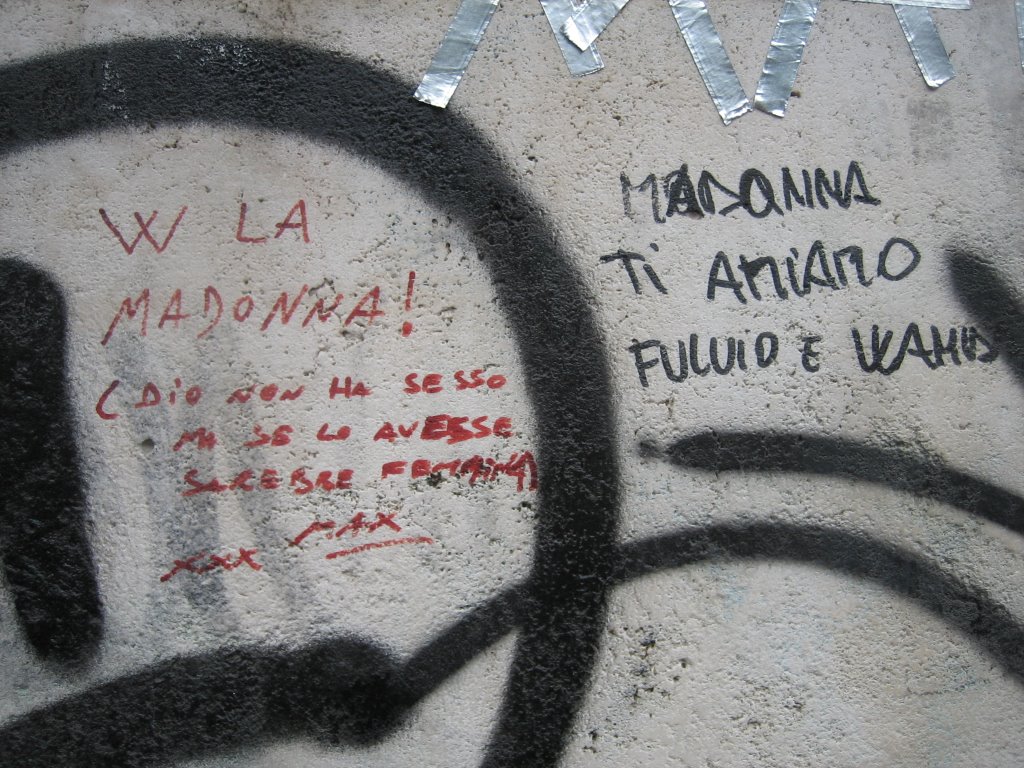 W LA
MADONNA!
(DIO NON HA SESSO
MA SE LO AVESSE
SAREBBE FEMMINA)
MAX
XXX
MADONNA
Ti AMiAMO
FULVIO E